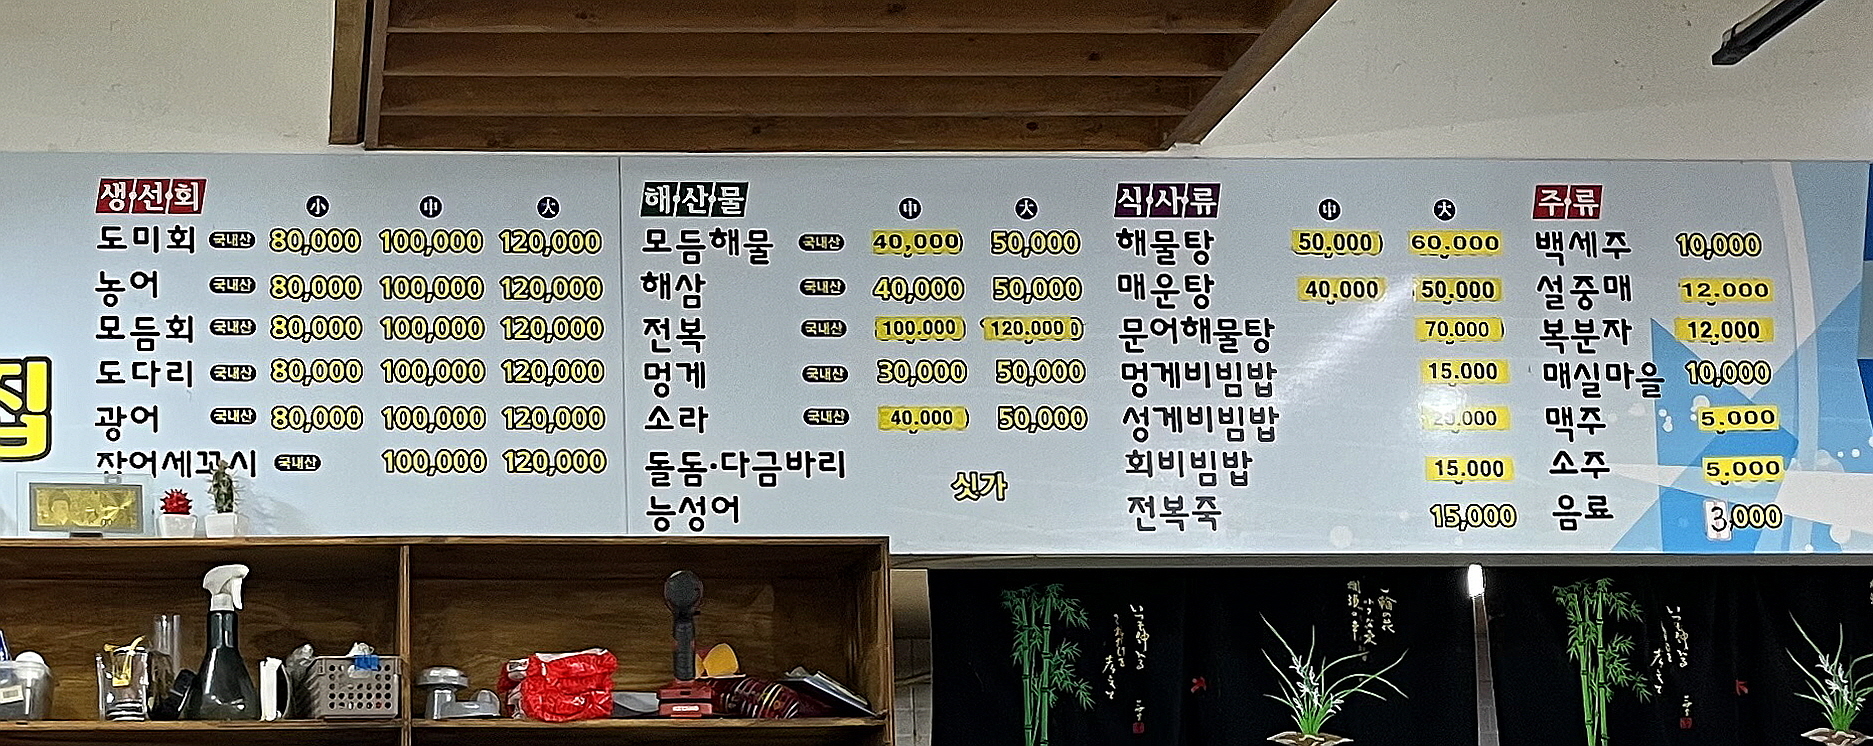 집
생선회 小 中 大
도미회 국내산 80,000 100,000 120,000
농어 국내산 80,000 100,000 120,000
모듬회 국내산 80,000 100,000 120,000
도다리 국내산 80,000 100,000 120,000
광어 국내산 80,000 100,000 120,000
장어세꼬시 국내산 100,000 120,000
해산물 中 大
모듬해물 국내산 40,000 50,000
해삼 국내산 40,000 50,000
전복 국내산 100.000 120.000
멍게 국내산 30,000 50,000
소라 국내산 40.000 50,000
돌돔·다금바리
능성어
싯가
식사류 中 大
해물탕 50,000 60.000
매운탕 40.000 50.000
문어해물탕 70.000
멍게비빔밥 15.000
성게비빔밥
회비빔밥 15.000
전복죽 15,000
주류
백세주 10,000
설중매 12.000
복분자 12.000
매실마을 10,000
맥주 5.000
소주 5.000
음료 3,000